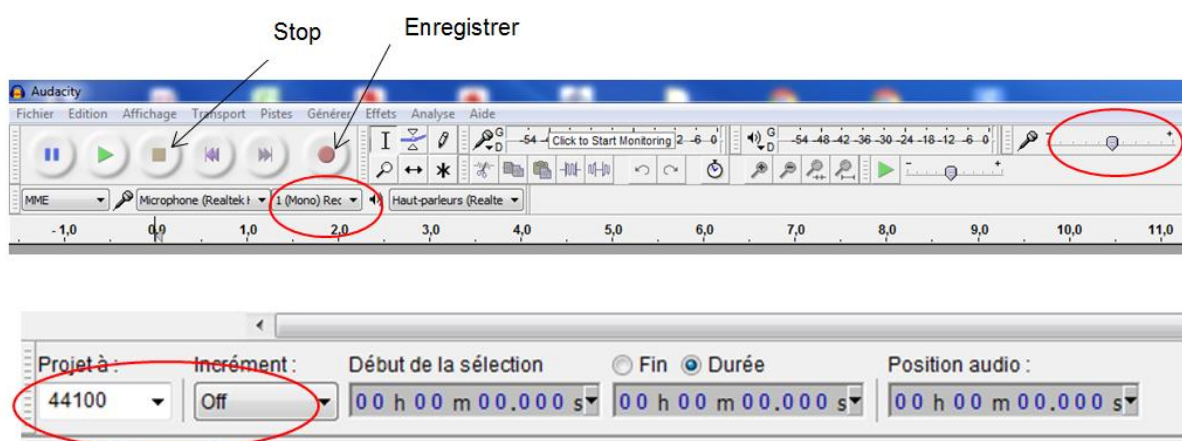 Stop
Enregistrer
Audacity
Fichier Edition Affichage Transport Pistes Générer Effets Analyse Aide
G D -54 -4 Click to Start Monitoring 2 -6 0 G D -54 -48 -42 -36 -30 -24 -18 -12 -6 0 - +
- +
MME Microphone (Realtek H 1 (Mono) Rec Haut-parleurs (Realte
-1,0 0,0 1,0 2,0 3,0 4,0 5,0 6,0 7,0 8,0 9,0 10,0 11,0
Projet à : Incrément : Début de la sélection Fin Durée Position audio :
44100 Off 00 h 00 m 00.000 s 00 h 00 m 00.000 s 00 h 00 m 00.000 s